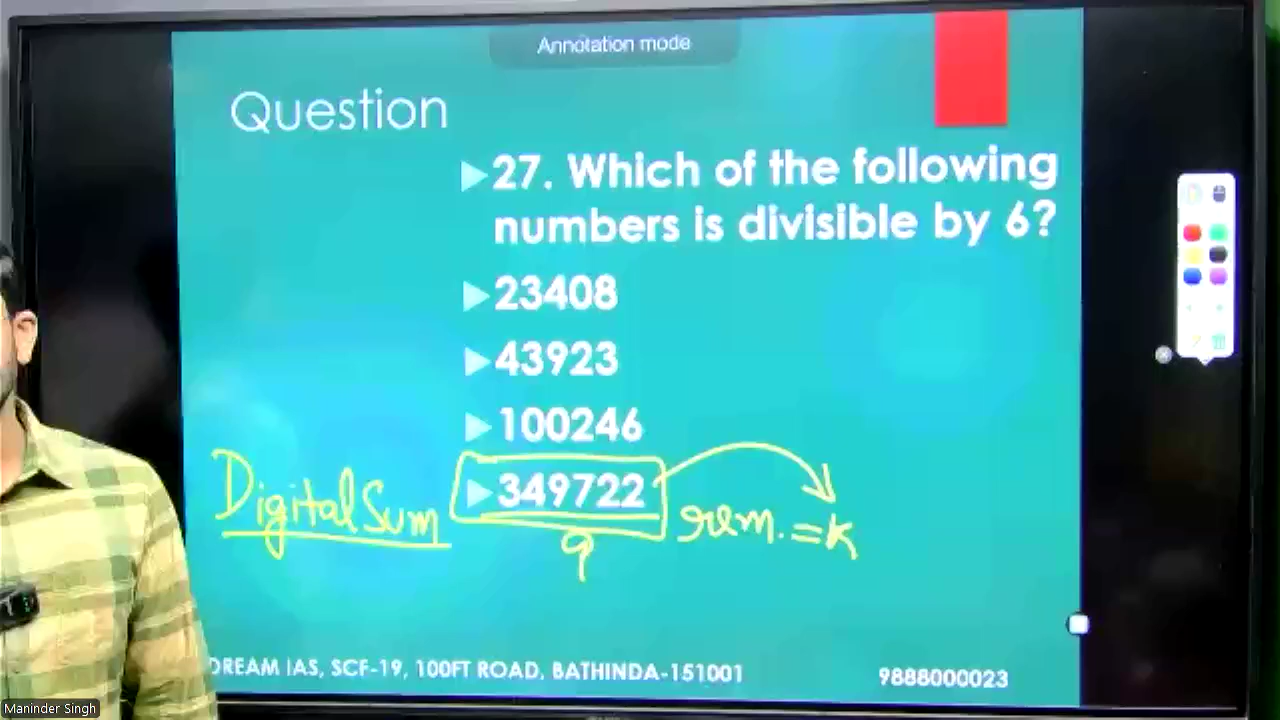 Annotation mode
Question
27. Which of the following
numbers is divisible by 6?
23408
43923
100246
349722
Digital Sum
9
rem. = K
DREAM IAS, SCF-19, 100FT ROAD, BATHINDA-151001
9888000023
Maninder Singh